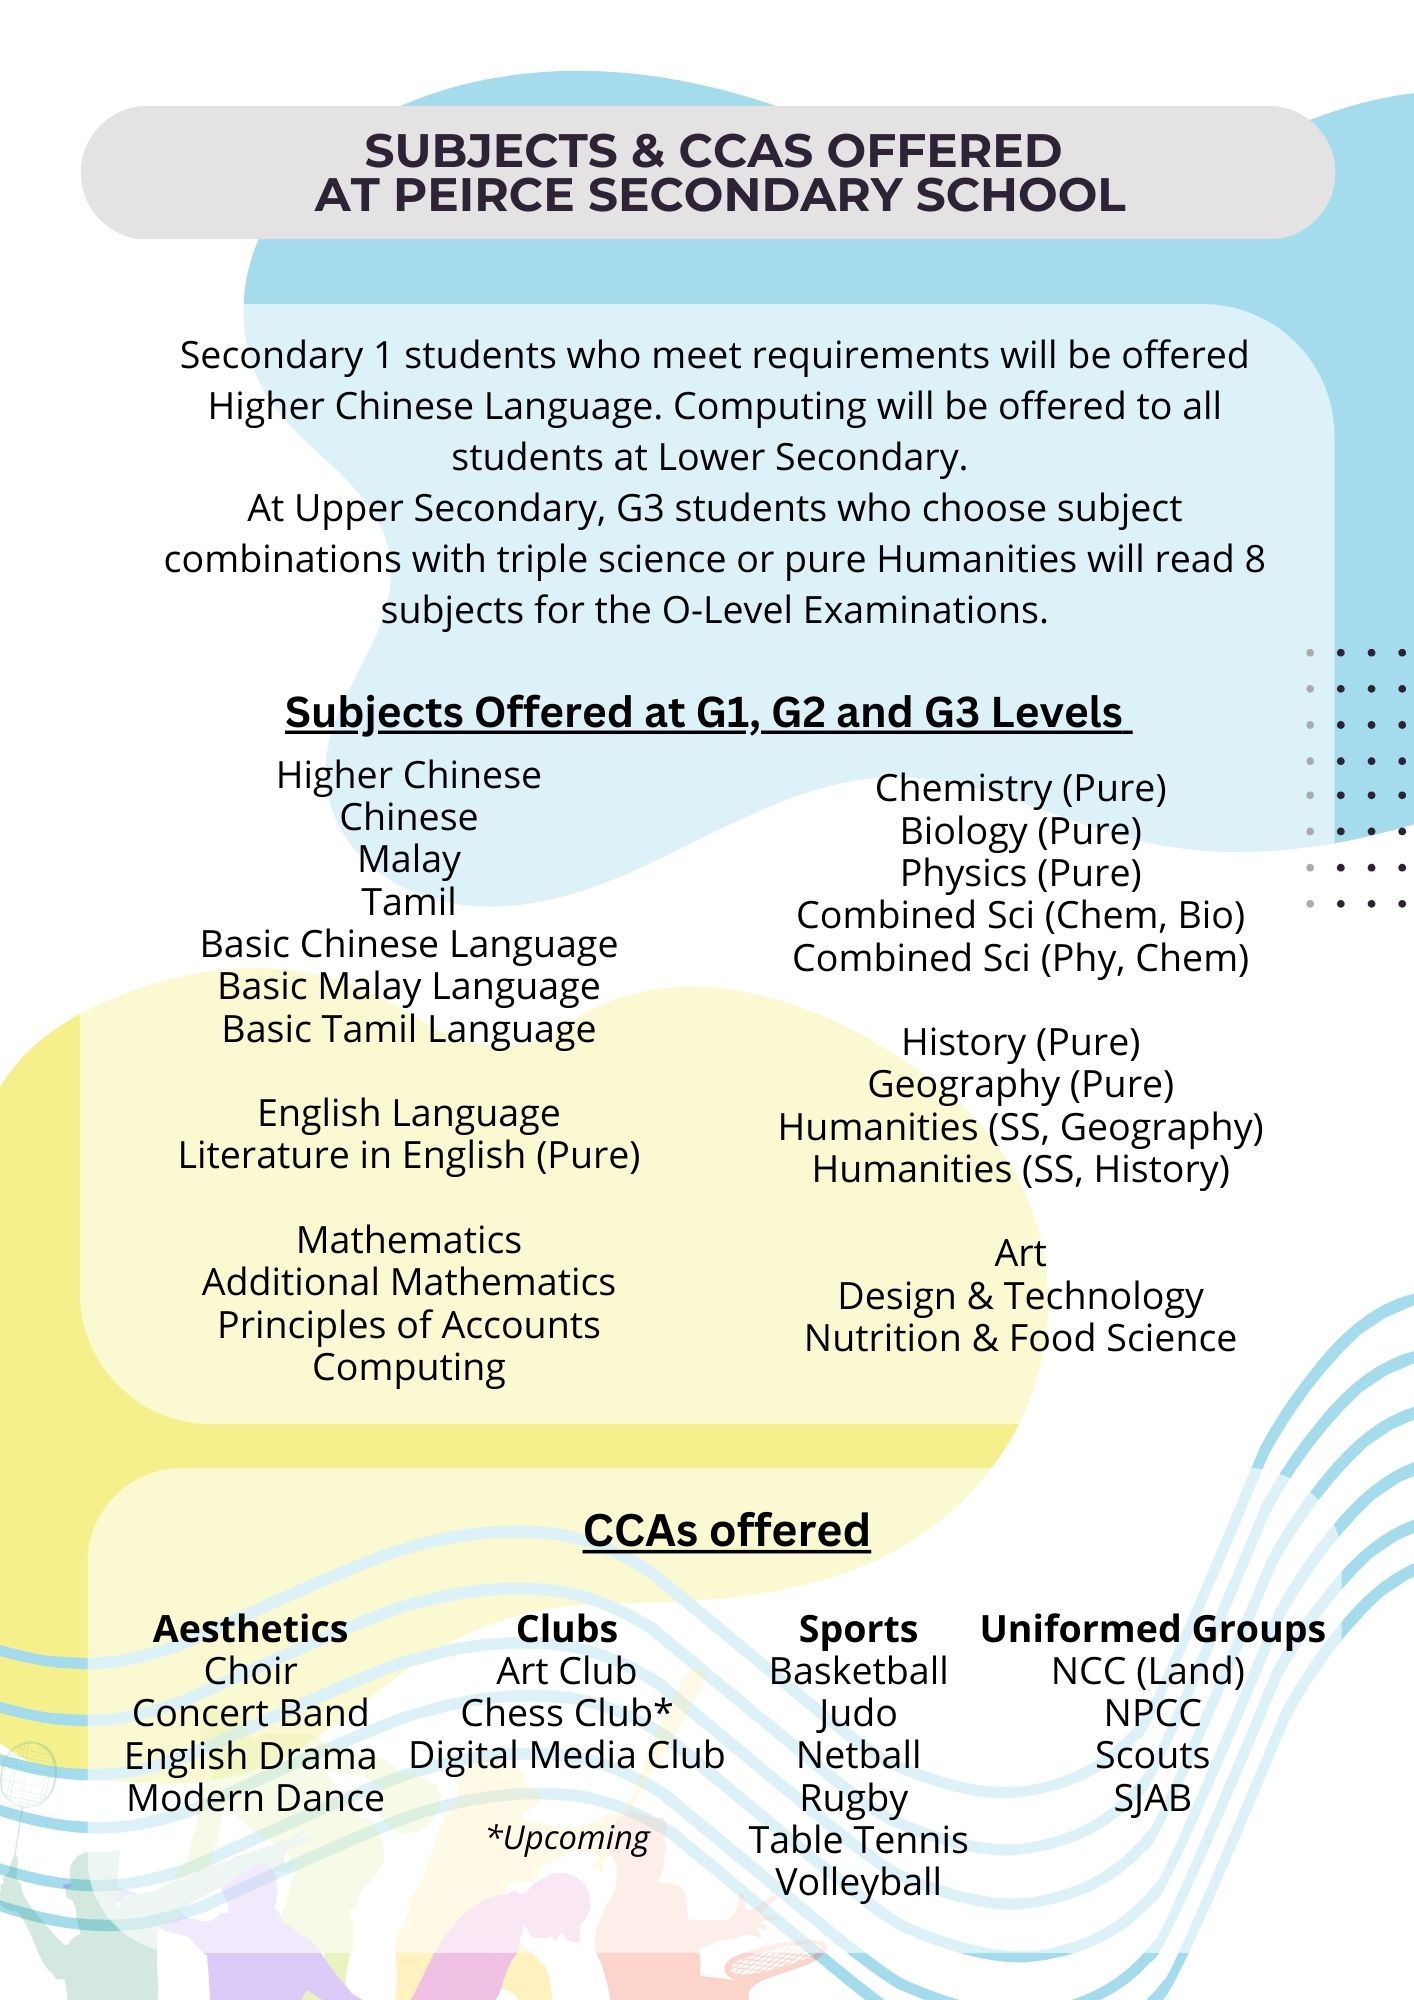 SUBJECTS & CCAS OFFERED
AT PEIRCE SECONDARY SCHOOL
Secondary 1 students who meet requirements will be offered
Higher Chinese Language. Computing will be offered to all
students at Lower Secondary.
At Upper Secondary, G3 students who choose subject
combinations with triple science or pure Humanities will read 8
subjects for the O-Level Examinations.
Subjects Offered at G1, G2 and G3 Levels
Higher Chinese
Chinese
Malay
Tamil
Basic Chinese Language
Basic Malay Language
Basic Tamil Language
English Language
Literature in English (Pure)
Mathematics
Additional Mathematics
Principles of Accounts
Computing
Chemistry (Pure)
Biology (Pure)
Physics (Pure)
Combined Sci (Chem, Bio)
Combined Sci (Phy, Chem)
History (Pure)
Geography (Pure)
Humanities (SS, Geography)
Humanities (SS, History)
Art
Design & Technology
Nutrition & Food Science
CCAs offered
Aesthetics
Choir
Concert Band
English Drama
Modern Dance
Clubs
Art Club
Chess Club*
Digital Media Club
*Upcoming
Sports
Basketball
Judo
Netball
Rugby
Table Tennis
Volleyball
Uniformed Groups
NCC (Land)
NPCC
Scouts
SJAB